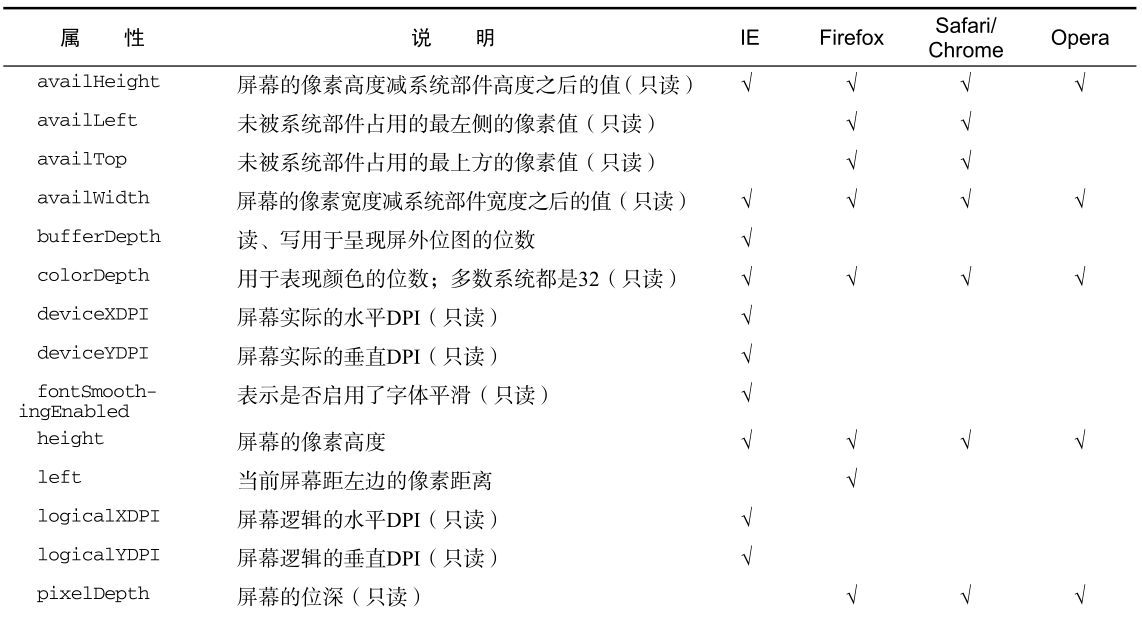 属 性 说 明 IE Firefox Safari/ Opera
Chrome
availHeight 屏幕的像素高度减系统部件高度之后的值（只读） √ √ √ √
availLeft 未被系统部件占用的最左侧的像素值（只读） √ √
availTop 未被系统部件占用的最上方的像素值（只读） √ √
availWidth 屏幕的像素宽度减系统部件宽度之后的值（只读） √ √ √ √
bufferDepth 读、写用于呈现屏外位图的位数 √
colorDepth 用于表现颜色的位数；多数系统都是32（只读） √ √ √ √
deviceXDPI 屏幕实际的水平DPI（只读） √
deviceYDPI 屏幕实际的垂直DPI（只读） √
fontSmooth- 表示是否启用了字体平滑（只读） √
ingEnabled
height 屏幕的像素高度 √ √ √ √
left 当前屏幕距左边的像素距离 √
logicalXDPI 屏幕逻辑的水平DPI（只读） √
logicalYDPI 屏幕逻辑的垂直DPI（只读） √
pixelDepth 屏幕的位深（只读） √ √ √